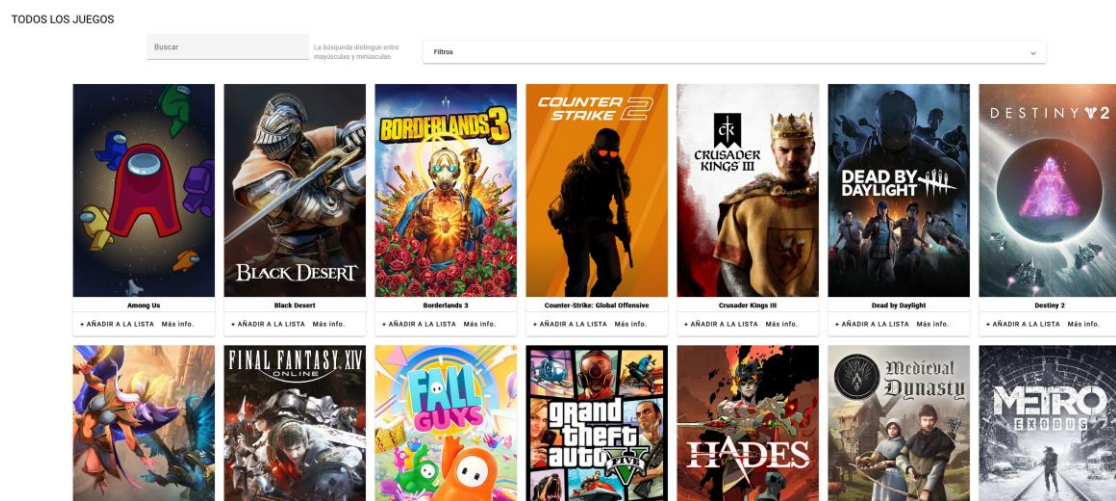 TODOS LOS JUEGOS
Buscar
La búsqueda distingue entre
mayúsculas y minúsculas
Filtros
BLACK DESERT
BORDERLANDS 3
COUNTER
STRIKE 2
CRUSADER
KINGS III
DEAD BY
DAYLIGHT
DESTINY 2
Among Us
Black Desert
Borderlands 3
Counter-Strike: Global Offensive
Crusader Kings III
Dead by Daylight
Destiny 2
+ AÑADIR A LA LISTA Más info.
+ AÑADIR A LA LISTA Más info.
+ AÑADIR A LA LISTA Más info.
+ AÑADIR A LA LISTA Más info.
+ AÑADIR A LA LISTA Más info.
+ AÑADIR A LA LISTA Más info.
+ AÑADIR A LA LISTA Más info.
FINAL FANTASY XIV
ONLINE
FALL
GUYS
grand
theft
auto V
HADES
Medieval
Dynasty
METRO
EXODUS